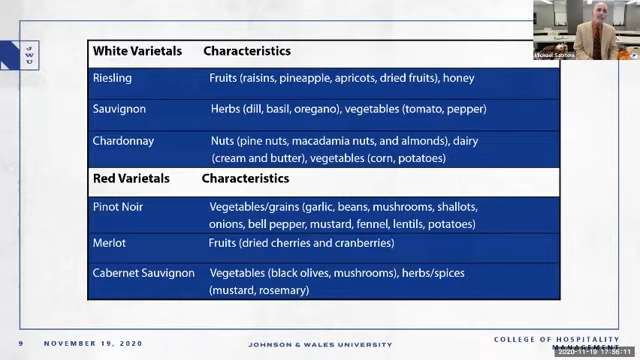 JWU
Michael Sabitoni
White Varietals Characteristics
Riesling Fruits (raisins, pineapple, apricots, dried fruits), honey
Sauvignon Herbs (dill, basil, oregano), vegetables (tomato, pepper)
Chardonnay Nuts (pine nuts, macadamia nuts, and almonds), dairy
(cream and butter), vegetables (corn, potatoes)
Red Varietals Characteristics
Pinot Noir Vegetables/grains (garlic, beans, mushrooms, shallots,
onions, bell pepper, mustard, fennel, lentils, potatoes)
Merlot Fruits (dried cherries and cranberries)
Cabernet Sauvignon Vegetables (black olives, mushrooms), herbs/spices
(mustard, rosemary)
9 NOVEMBER 19, 2020 JOHNSON & WALES UNIVERSITY COLLEGE OF HOSPITALITY
MANAGEMENT
2020-11-19 17:56:11